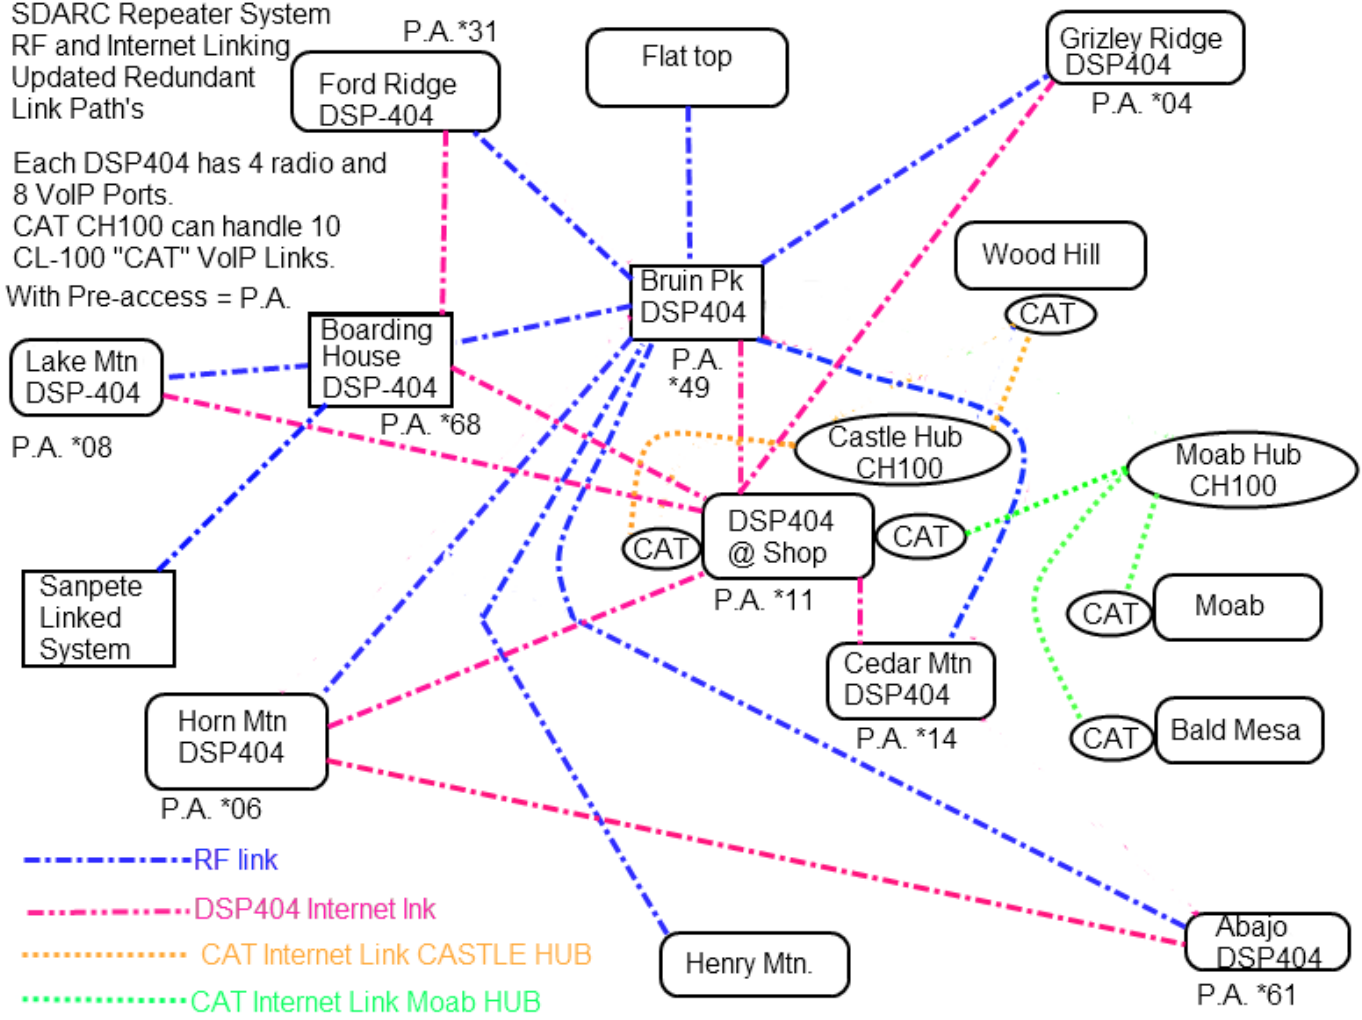 SDARC Repeater System
RF and Internet Linking
Updated Redundant
Link Path's
Each DSP404 has 4 radio and
8 VoIP Ports.
CAT CH100 can handle 10
CL-100 "CAT" VoIP Links.
With Pre-access = P.A.
P.A. *31
Ford Ridge
DSP-404
Flat top
Grizley Ridge
DSP404
P.A. *04
Wood Hill
CAT
Bruin Pk
DSP404
P.A.
*49
Boarding
House
DSP-404
P.A. *68
Lake Mtn
DSP-404
P.A. *08
Castle Hub
CH100
Moab Hub
CH100
DSP404
@ Shop
CAT
CAT
P.A. *11
Sanpete
Linked
System
CAT
Moab
Cedar Mtn
DSP404
P.A. *14
CAT
Bald Mesa
Horn Mtn
DSP404
P.A. *06
RF link
DSP404 Internet lnk
CAT Internet Link CASTLE HUB
CAT Internet Link Moab HUB
Henry Mtn.
Abajo
DSP404
P.A. *61